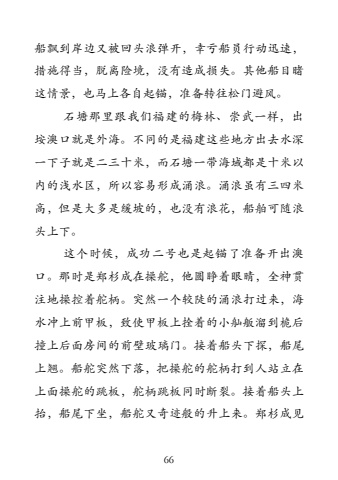 船飘到岸边又被回头浪弹开，幸亏船员行动迅速，
措施得当，脱离险境，没有造成损失。其他船目睹
这情景，也马上各自起锚，准备转往松门避风。
石塘那里跟我们福建的梅林、崇武一样，出
垵澳口就是外海。不同的是福建这些地方出去水深
一下子就是二三十米，而石塘一带海域都是十米以
内的浅水区，所以容易形成涌浪。涌浪虽有三四米
高，但是大多是缓坡的，也没有浪花，船舶可随浪
头上下。
这个时候，成功二号也是起锚了准备开出澳
口。那时是郑杉成在操舵，他圆睁着眼睛，全神贯
注地操控着舵柄。突然一个较陡的涌浪打过来，海
水冲上前甲板，致使甲板上拴着的小舢舨溜到桅后
撞上后面房间的前壁玻璃门。接着船头下探，船尾
上翘。船舵突然下落，把操舵的舵柄打到人站立在
上面操舵的跳板，舵柄跳板同时断裂。接着船头上
抬，船尾下坐，船舵又奇迹般的升上来。郑杉成见
66